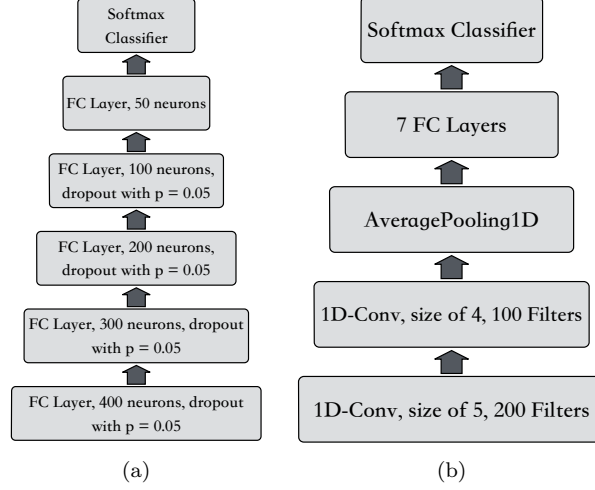 Softmax
Classifier
FC Layer, 50 neurons
FC Layer, 100 neurons,
dropout with p = 0.05
FC Layer, 200 neurons,
dropout with p = 0.05
FC Layer, 300 neurons, dropout
with p = 0.05
FC Layer, 400 neurons, dropout
with p = 0.05
(a)
Softmax Classifier
7 FC Layers
AveragePooling1D
1D-Conv, size of 4, 100 Filters
1D-Conv, size of 5, 200 Filters
(b)